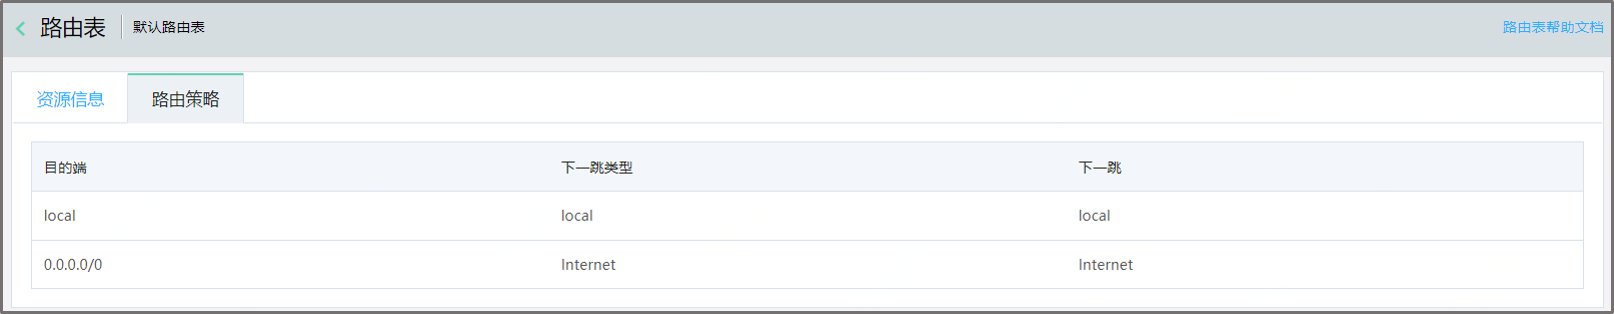 路由表 默认路由表 路由表帮助文档
资源信息 路由策略
目的端 下一跳类型 下一跳
local local local
0.0.0.0/0 Internet Internet